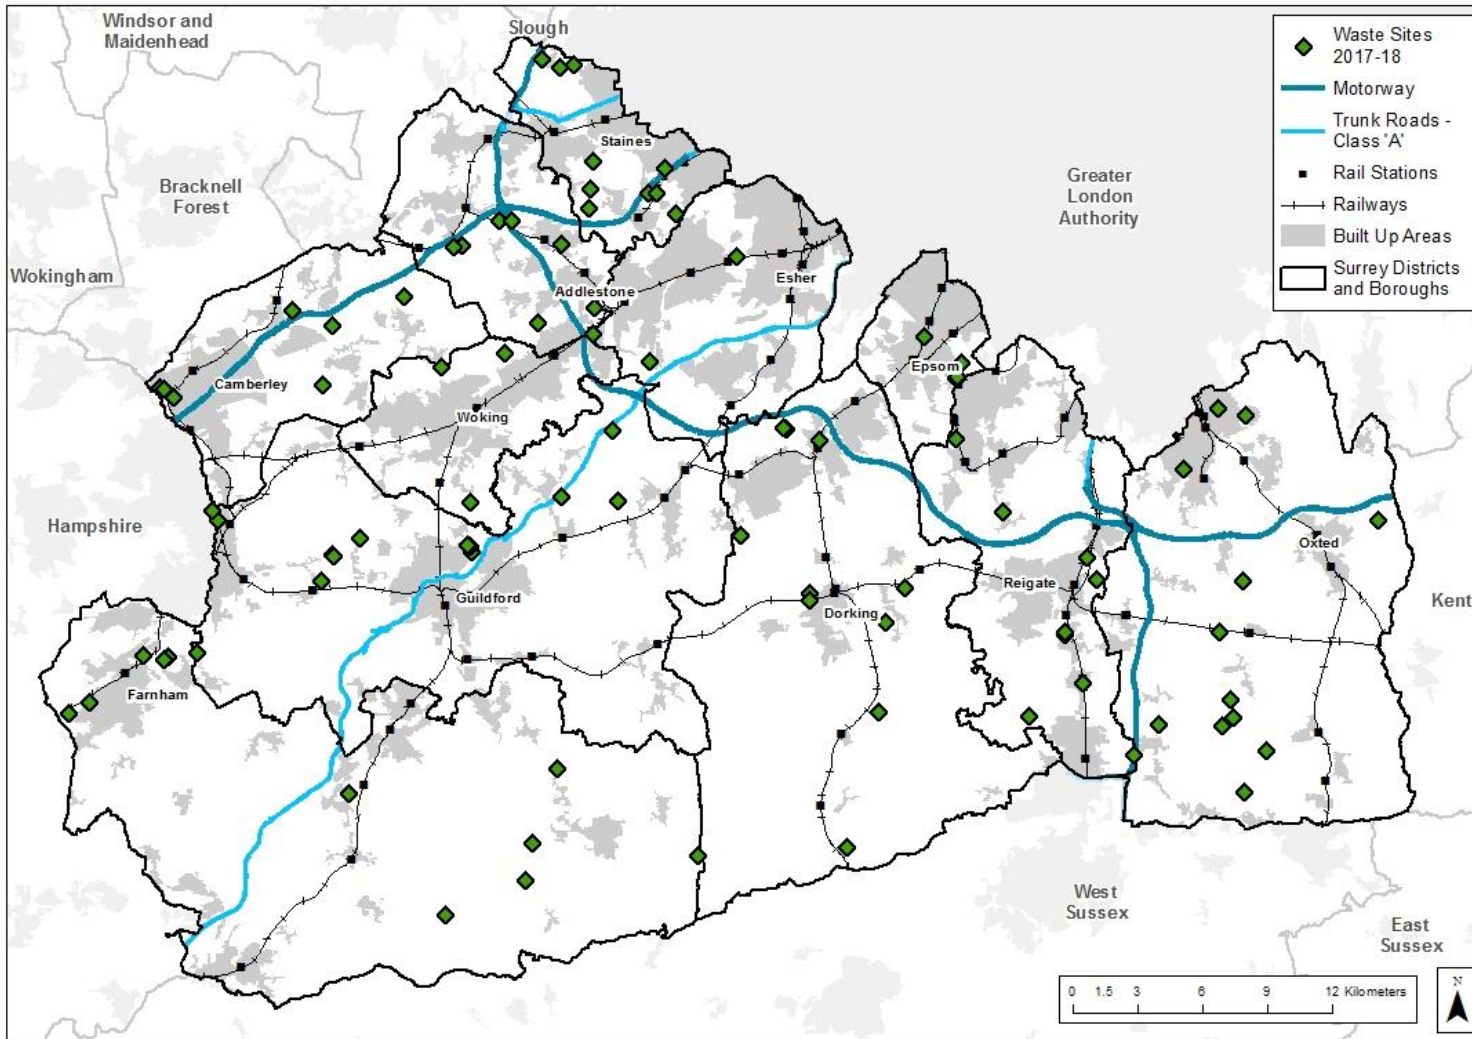 Windsor and
Maidenhead
Slough
Waste Sites
2017-18
Motorway
Trunk Roads -
Class 'A'
Rail Stations
Railways
Built Up Areas
Surrey Districts
and Boroughs
Staines
Bracknell
Forest
Greater
London
Authority
Wokingham
Esher
Addlestone
Camberley
Epsom
Woking
Hampshire
Oxted
Reigate
Guildford
Dorking
Kent
Farnham
West
Sussex
East
Sussex
0 1.5 3 6 9 12 Kilometers
N